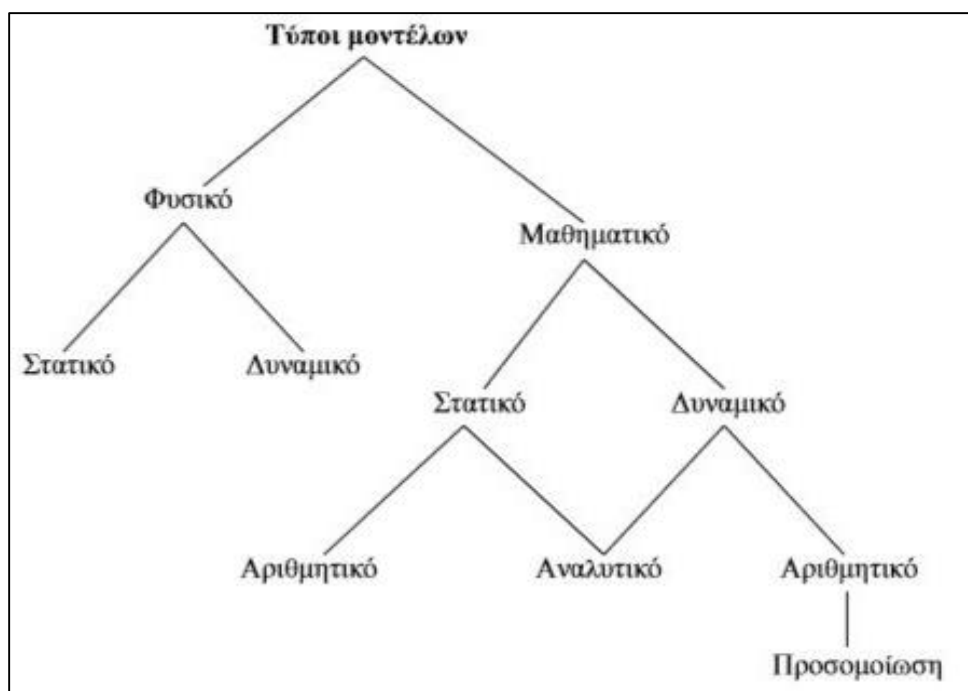 Τύποι μοντέλων
Φυσικό
Μαθηματικό
Στατικό
Δυναμικό
Στατικό
Δυναμικό
Αριθμητικό
Αναλυτικό
Αριθμητικό
Προσομοίωση